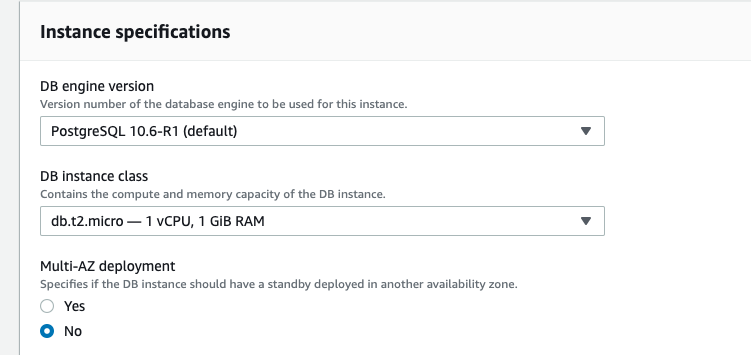 Instance specifications
DB engine version
Version number of the database engine to be used for this instance.
PostgreSQL 10.6-R1 (default)
DB instance class
Contains the compute and memory capacity of the DB instance.
db.t2.micro — 1 vCPU, 1 GiB RAM
Multi-AZ deployment
Specifies if the DB instance should have a standby deployed in another availability zone.
Yes
No